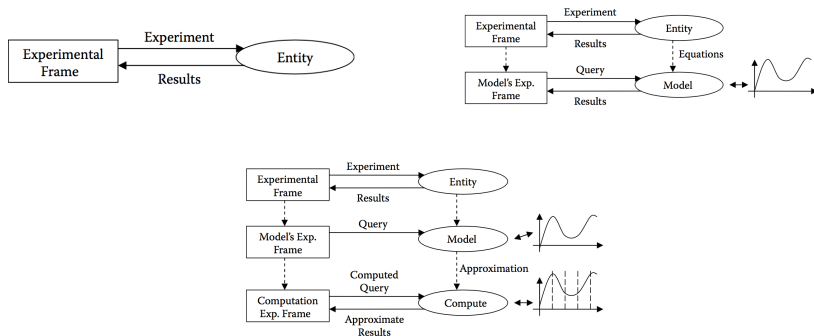 Experiment
Experimental
Frame
Entity
Results
Experiment
Experimental
Frame
Entity
Results
Equations
Query
Model's Exp.
Frame
Model
Results
Experiment
Experimental
Frame
Entity
Results
Query
Model's Exp.
Frame
Model
Approximation
Computed
Query
Computation
Exp. Frame
Compute
Approximate
Results